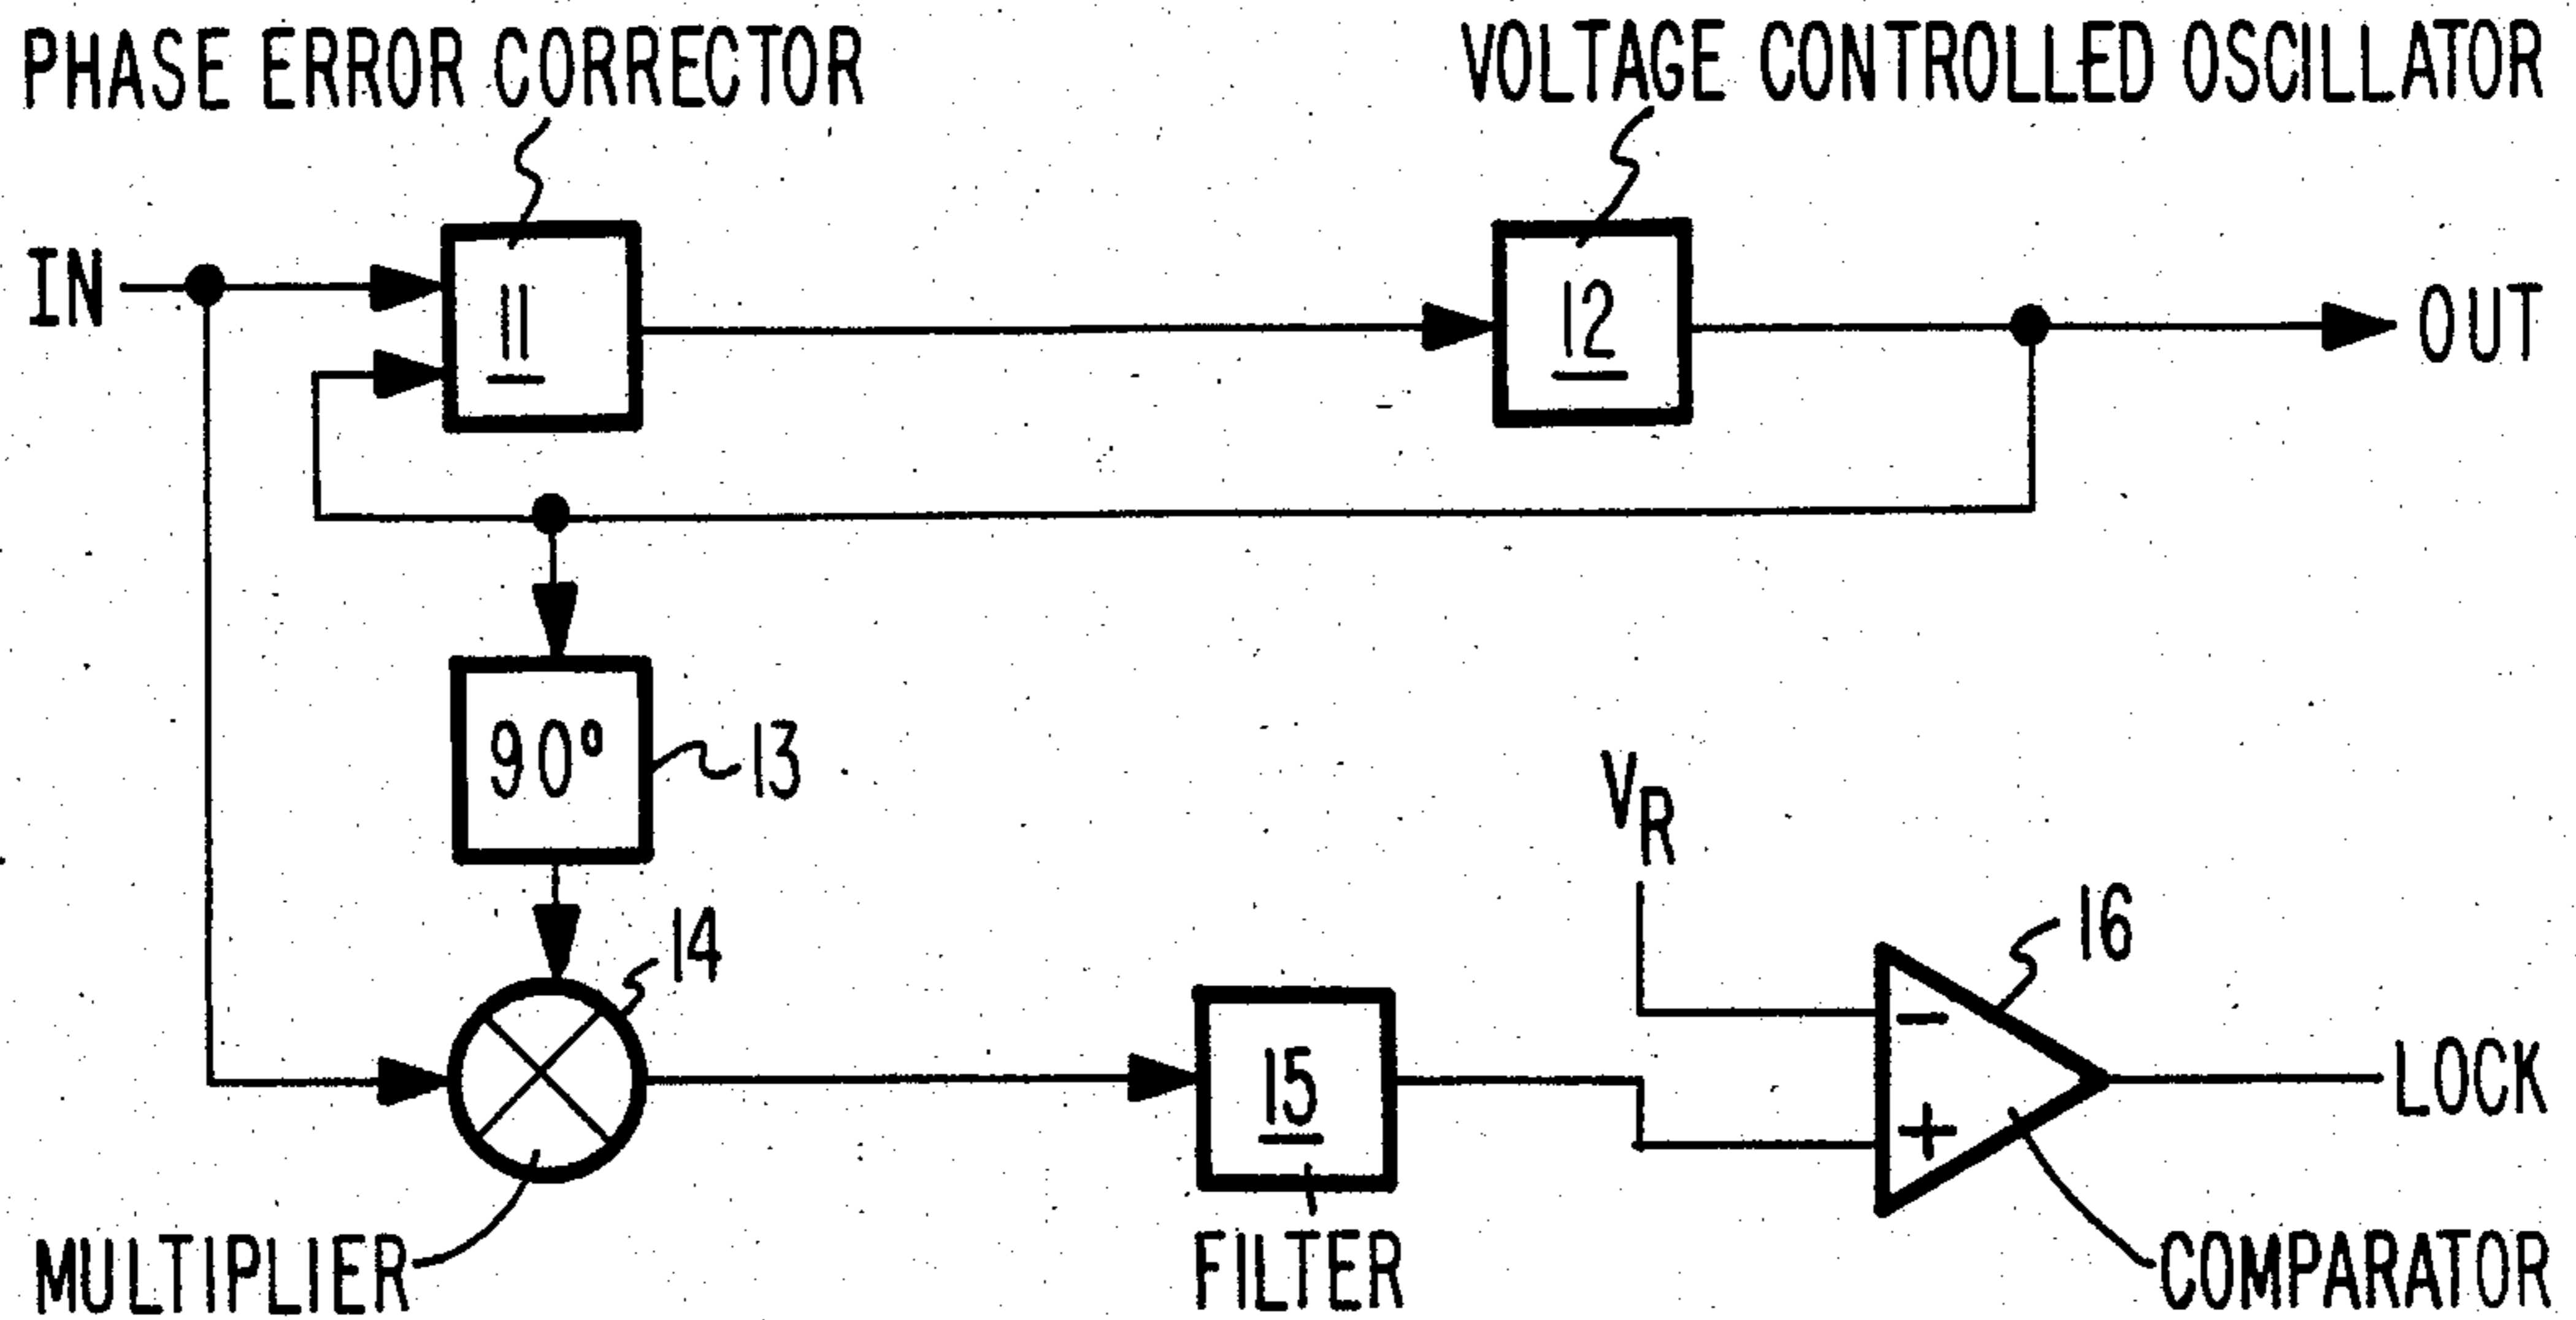 PHASE ERROR CORRECTOR
VOLTAGE CONTROLLED OSCILLATOR
IN
11
12
OUT
90°
13
VR
14
16
15
LOCK
MULTIPLIER
FILTER
COMPARATOR